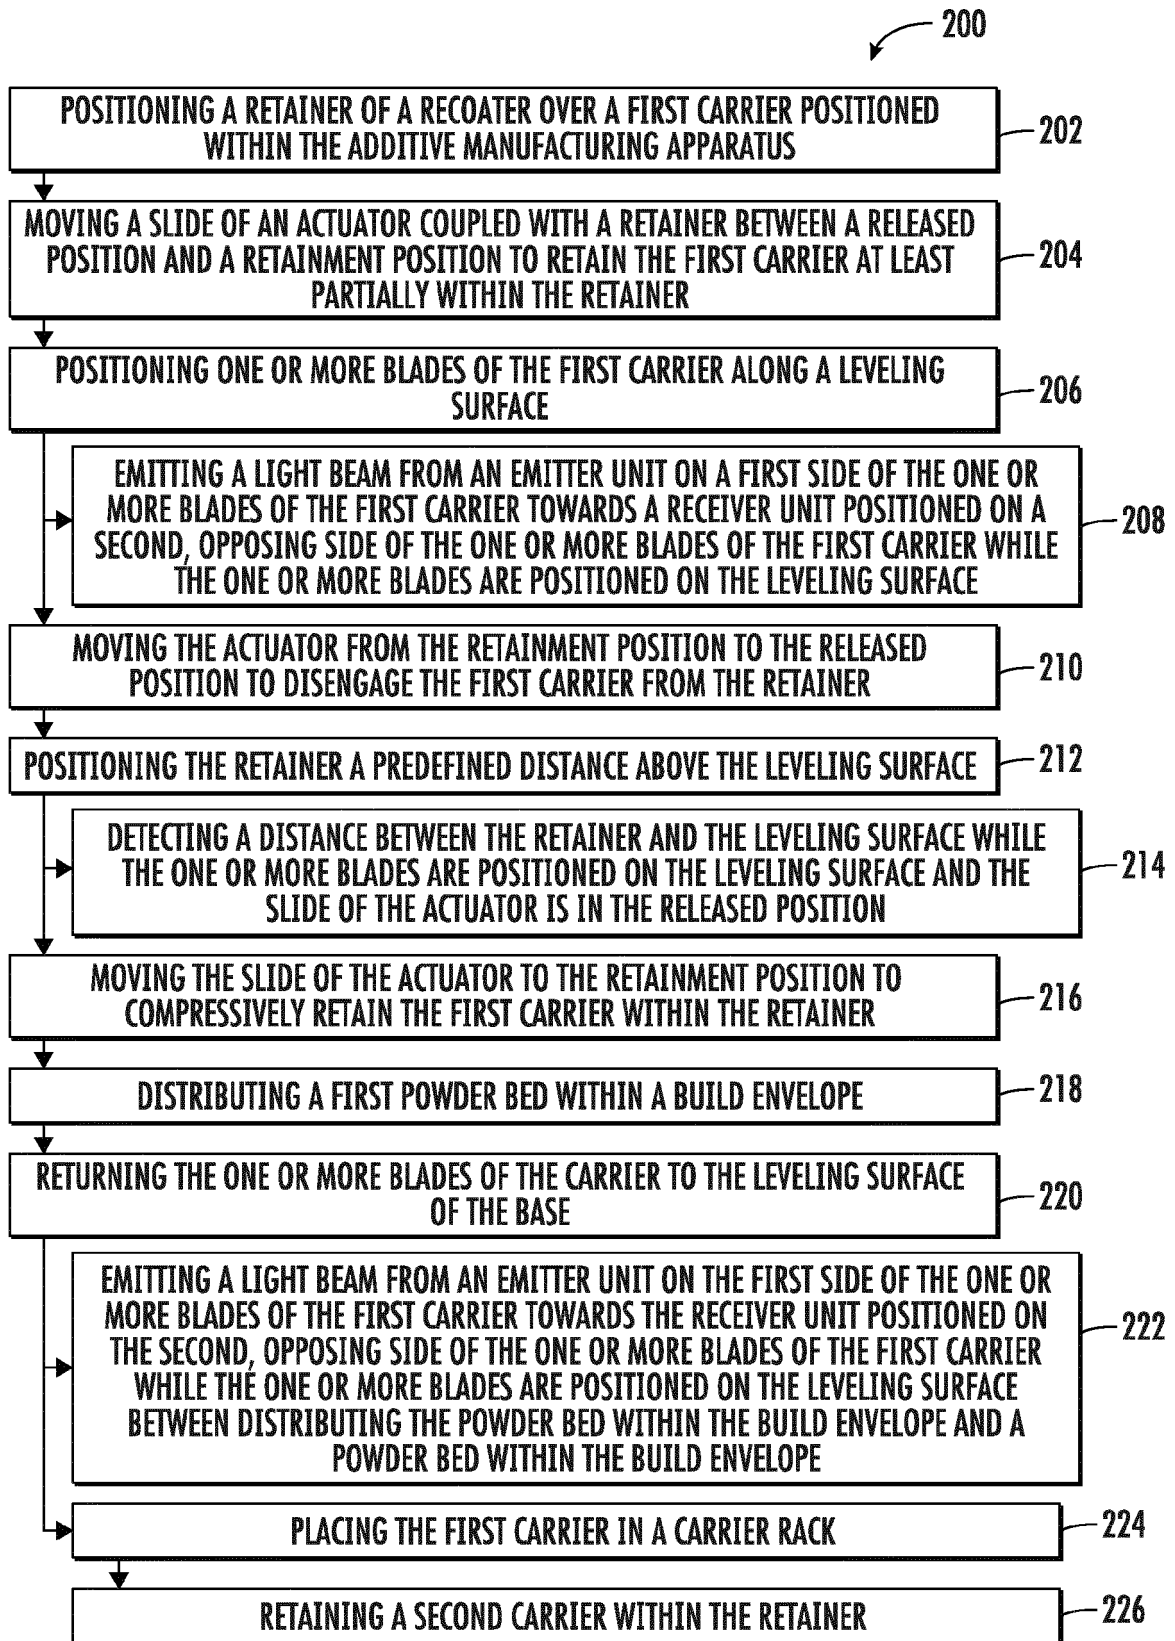 200
POSITIONING A RETAINER OF A RECOATER OVER A FIRST CARRIER POSITIONED
WITHIN THE ADDITIVE MANUFACTURING APPARATUS
202
MOVING A SLIDE OF AN ACTUATOR COUPLED WITH A RETAINER BETWEEN A RELEASED
POSITION AND A RETAINMENT POSITION TO RETAIN THE FIRST CARRIER AT LEAST
PARTIALLY WITHIN THE RETAINER
204
POSITIONING ONE OR MORE BLADES OF THE FIRST CARRIER ALONG A LEVELING
SURFACE
206
EMITTING A LIGHT BEAM FROM AN EMITTER UNIT ON A FIRST SIDE OF THE ONE OR
MORE BLADES OF THE FIRST CARRIER TOWARDS A RECEIVER UNIT POSITIONED ON A
SECOND, OPPOSING SIDE OF THE ONE OR MORE BLADES OF THE FIRST CARRIER WHILE
THE ONE OR MORE BLADES ARE POSITIONED ON THE LEVELING SURFACE
208
MOVING THE ACTUATOR FROM THE RETAINMENT POSITION TO THE RELEASED
POSITION TO DISENGAGE THE FIRST CARRIER FROM THE RETAINER
210
POSITIONING THE RETAINER A PREDEFINED DISTANCE ABOVE THE LEVELING SURFACE
212
DETECTING A DISTANCE BETWEEN THE RETAINER AND THE LEVELING SURFACE WHILE
THE ONE OR MORE BLADES ARE POSITIONED ON THE LEVELING SURFACE AND THE
SLIDE OF THE ACTUATOR IS IN THE RELEASED POSITION
214
MOVING THE SLIDE OF THE ACTUATOR TO THE RETAINMENT POSITION TO
COMPRESSIVELY RETAIN THE FIRST CARRIER WITHIN THE RETAINER
216
DISTRIBUTING A FIRST POWDER BED WITHIN A BUILD ENVELOPE
218
RETURNING THE ONE OR MORE BLADES OF THE CARRIER TO THE LEVELING SURFACE
OF THE BASE
220
EMITTING A LIGHT BEAM FROM AN EMITTER UNIT ON THE FIRST SIDE OF THE ONE OR
MORE BLADES OF THE FIRST CARRIER TOWARDS THE RECEIVER UNIT POSITIONED ON
THE SECOND, OPPOSING SIDE OF THE ONE OR MORE BLADES OF THE FIRST CARRIER
WHILE THE ONE OR MORE BLADES ARE POSITIONED ON THE LEVELING SURFACE
BETWEEN DISTRIBUTING THE POWDER BED WITHIN THE BUILD ENVELOPE AND A
POWDER BED WITHIN THE BUILD ENVELOPE
222
PLACING THE FIRST CARRIER IN A CARRIER RACK
224
RETAINING A SECOND CARRIER WITHIN THE RETAINER
226